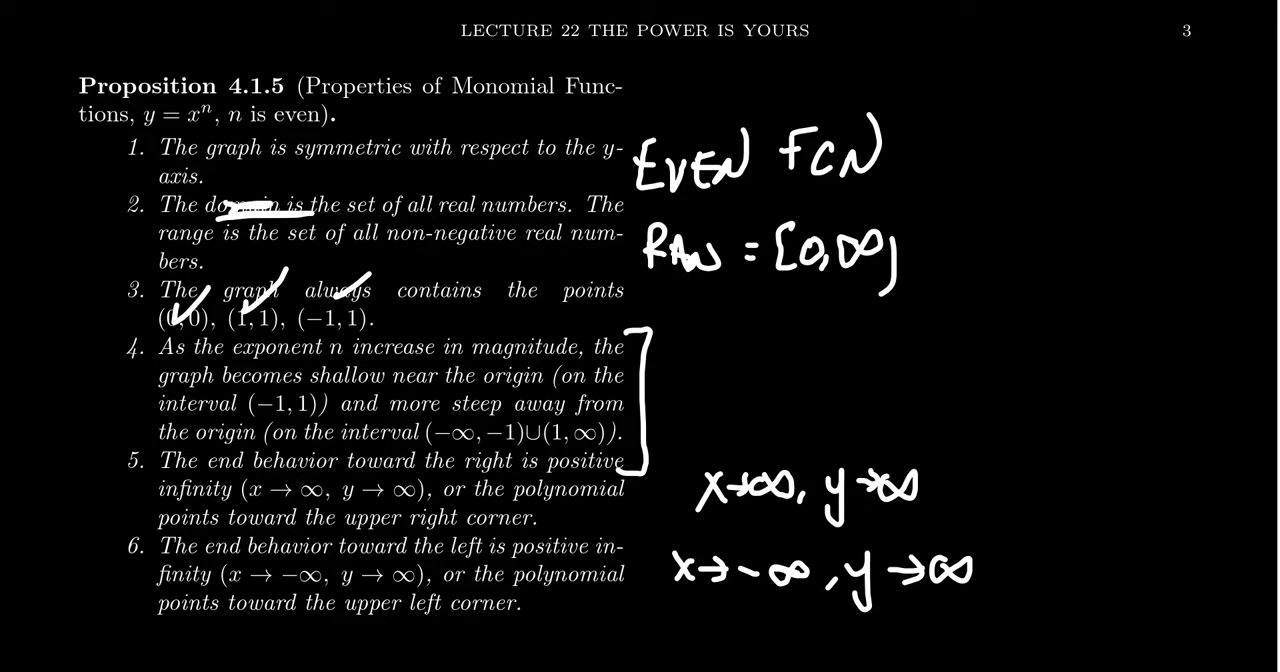 LECTURE 22 THE POWER IS YOURS 3
Proposition 4.1.5 (Properties of Monomial Func-
tions, y = xⁿ, n is even).
1. The graph is symmetric with respect to the y-
axis.
EVEN FCN
2. The domain is the set of all real numbers. The
range is the set of all non-negative real num-
bers.
RAN = [0,∞)
3. The graph always contains the points
(0, 0), (1, 1), (−1, 1).
4. As the exponent n increase in magnitude, the
graph becomes shallow near the origin (on the
interval (−1, 1)) and more steep away from
the origin (on the interval (−∞, −1)∪(1, ∞)).
5. The end behavior toward the right is positive
infinity (x → ∞, y → ∞), or the polynomial
points toward the upper right corner.
x→∞, y→∞
6. The end behavior toward the left is positive in-
finity (x → −∞, y → ∞), or the polynomial
points toward the upper left corner.
x→-∞, y→∞